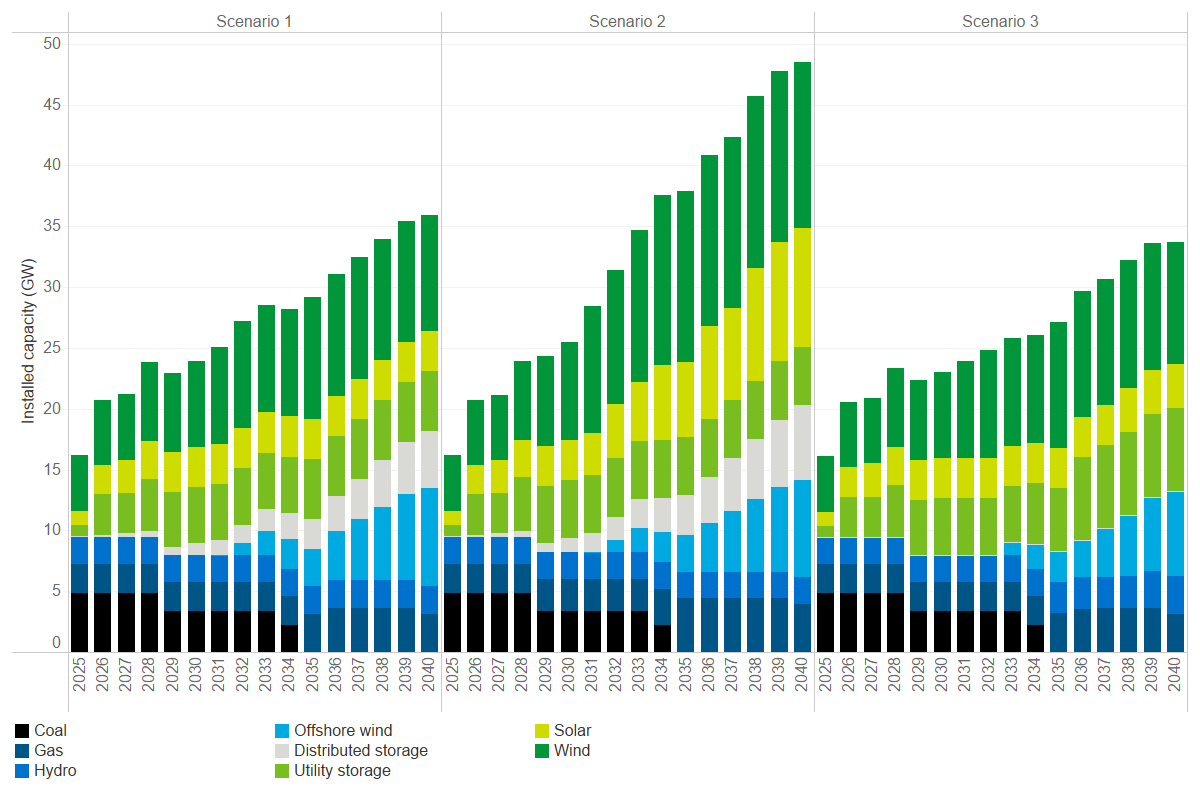 Scenario 1 Scenario 2 Scenario 3
50
45
40
35
30
25
20
15
10
5
0
Installed capacity (GW)
2025 2026 2027 2028 2029 2030 2031 2032 2033 2034 2035 2036 2037 2038 2039 2040 2025 2026 2027 2028 2029 2030 2031 2032 2033 2034 2035 2036 2037 2038 2039 2040 2025 2026 2027 2028 2029 2030 2031 2032 2033 2034 2035 2036 2037 2038 2039 2040
Coal Offshore wind Solar
Gas Distributed storage Wind
Hydro Utility storage